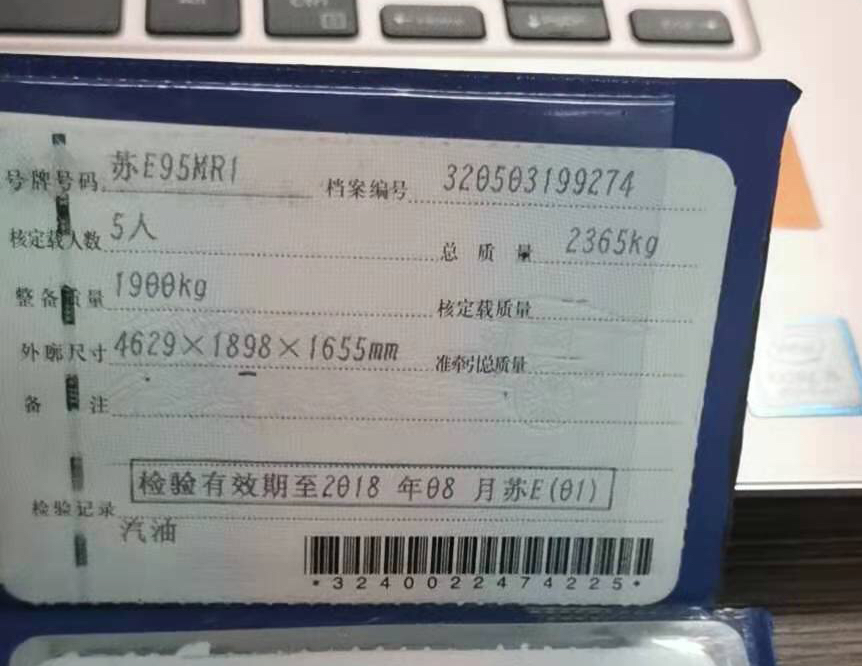 号牌号码 苏E95MR1 档案编号 320503199274
核定载人数 5人 总质量 2365kg
整备质量 1900kg 核定载质量
外廓尺寸 4629×1898×1655mm 准牵引总质量
备注
检验有效期至2018 年08 月苏E(01)
检验记录
汽油
*3240022474225*